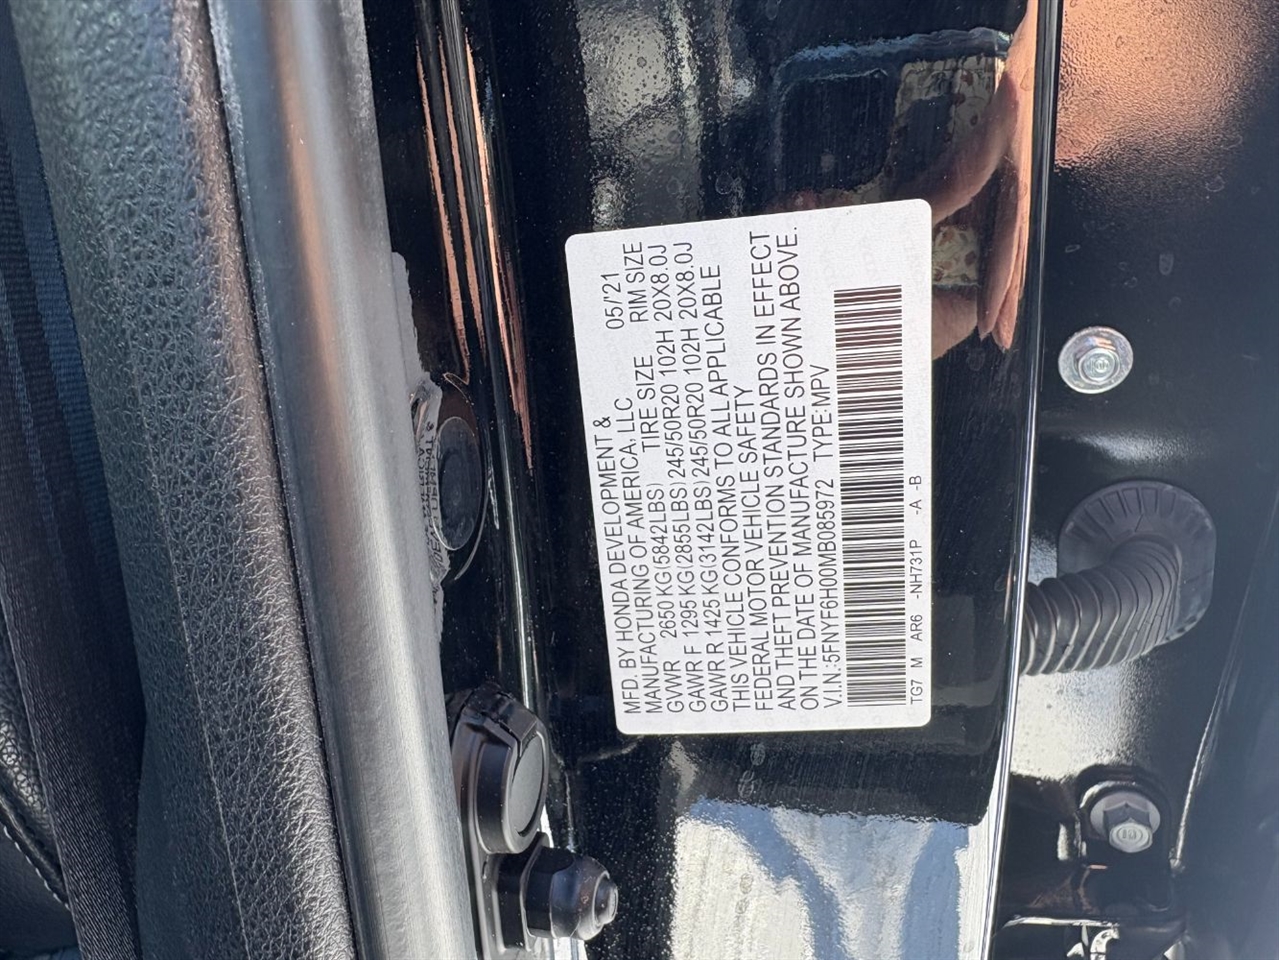 MFD. BY HONDA DEVELOPMENT &
MANUFACTURING OF AMERICA, LLC 05/'21
GVWR 2650 KG(5842LBS) TIRE SIZE RIM SIZE
GAWR F 1295 KG(2855LBS) 245/50R20 102H 20X8.0J
GAWR R 1425 KG(3142LBS) 245/50R20 102H 20X8.0J
THIS VEHICLE CONFORMS TO ALL APPLICABLE
FEDERAL MOTOR VEHICLE SAFETY
AND THEFT PREVENTION STANDARDS IN EFFECT
ON THE DATE OF MANUFACTURE SHOWN ABOVE.
V.I.N.:5FNYF6H00MB085972 TYPE:MPV
TG7 M AR6 -NH731P -A -B